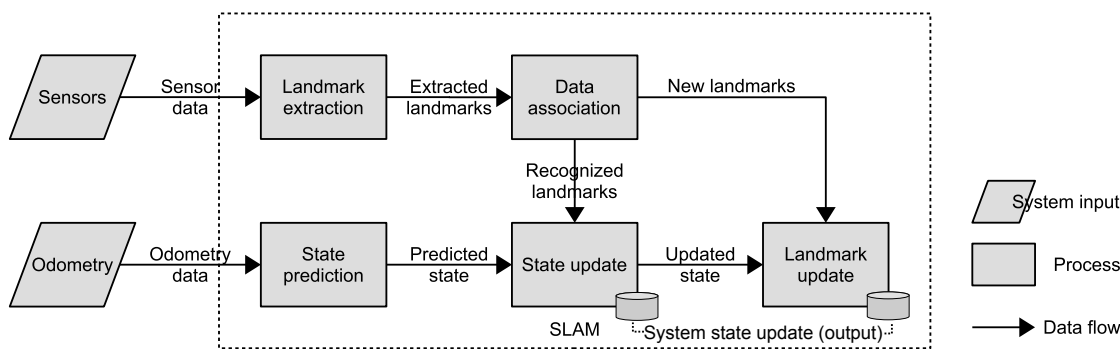 Sensors
Sensor
data
Landmark
extraction
Extracted
landmarks
Data
association
New landmarks
Recognized
landmarks
Odometry
Odometry
data
State
prediction
Predicted
state
State update
Updated
state
Landmark
update
SLAM
System state update (output)
System input
Process
Data flow